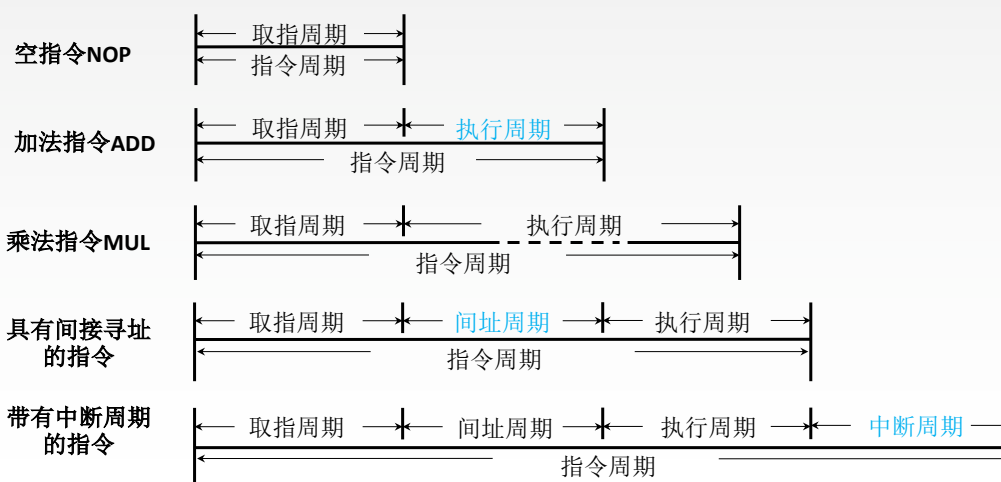 空指令NOP
取指周期
指令周期
加法指令ADD
取指周期 执行周期
指令周期
乘法指令MUL
取指周期 执行周期
指令周期
具有间接寻址
的指令
取指周期 间址周期 执行周期
指令周期
带有中断周期
的指令
取指周期 间址周期 执行周期 中断周期
指令周期